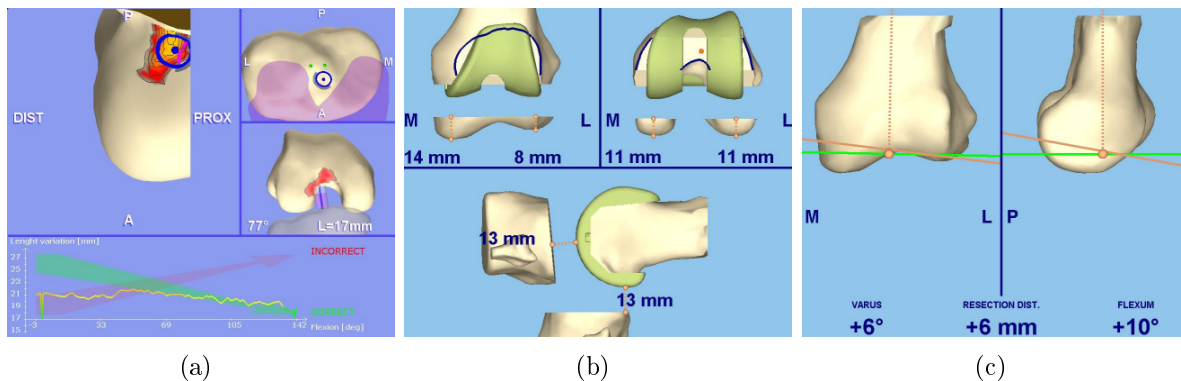 P
DIST
PROX
A
P
L
M
A
77°
L=17mm
Lenght variation [mm]
27
25
23
21
19
17
15
INCORRECT
CORRECT
-3
33
69
105
142
Flexion [deg]
(a)
M
L
14 mm
8 mm
M
L
11 mm
11 mm
13 mm
13 mm
(b)
M
L
P
VARUS
RESECTION DIST.
FLEXUM
+6°
+6 mm
+10°
(c)